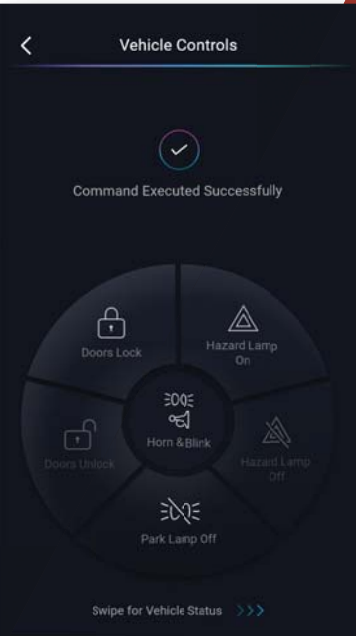 Vehicle Controls
Command Executed Successfully
Doors Lock
Hazard Lamp
On
Horn & Blink
Doors Unlock
Hazard Lamp
Off
Park Lamp Off
Swipe for Vehicle Status >>>